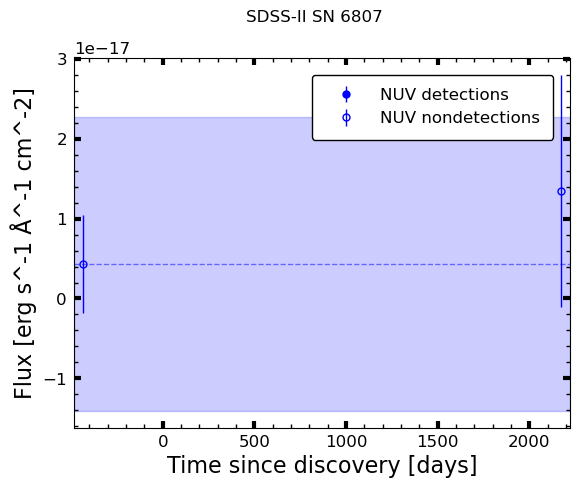 SDSS-II SN 6807
1e−17
NUV detections
NUV nondetections
3
2
1
0
−1
Flux [erg s^-1 Å^-1 cm^-2]
0 500 1000 1500 2000
Time since discovery [days]